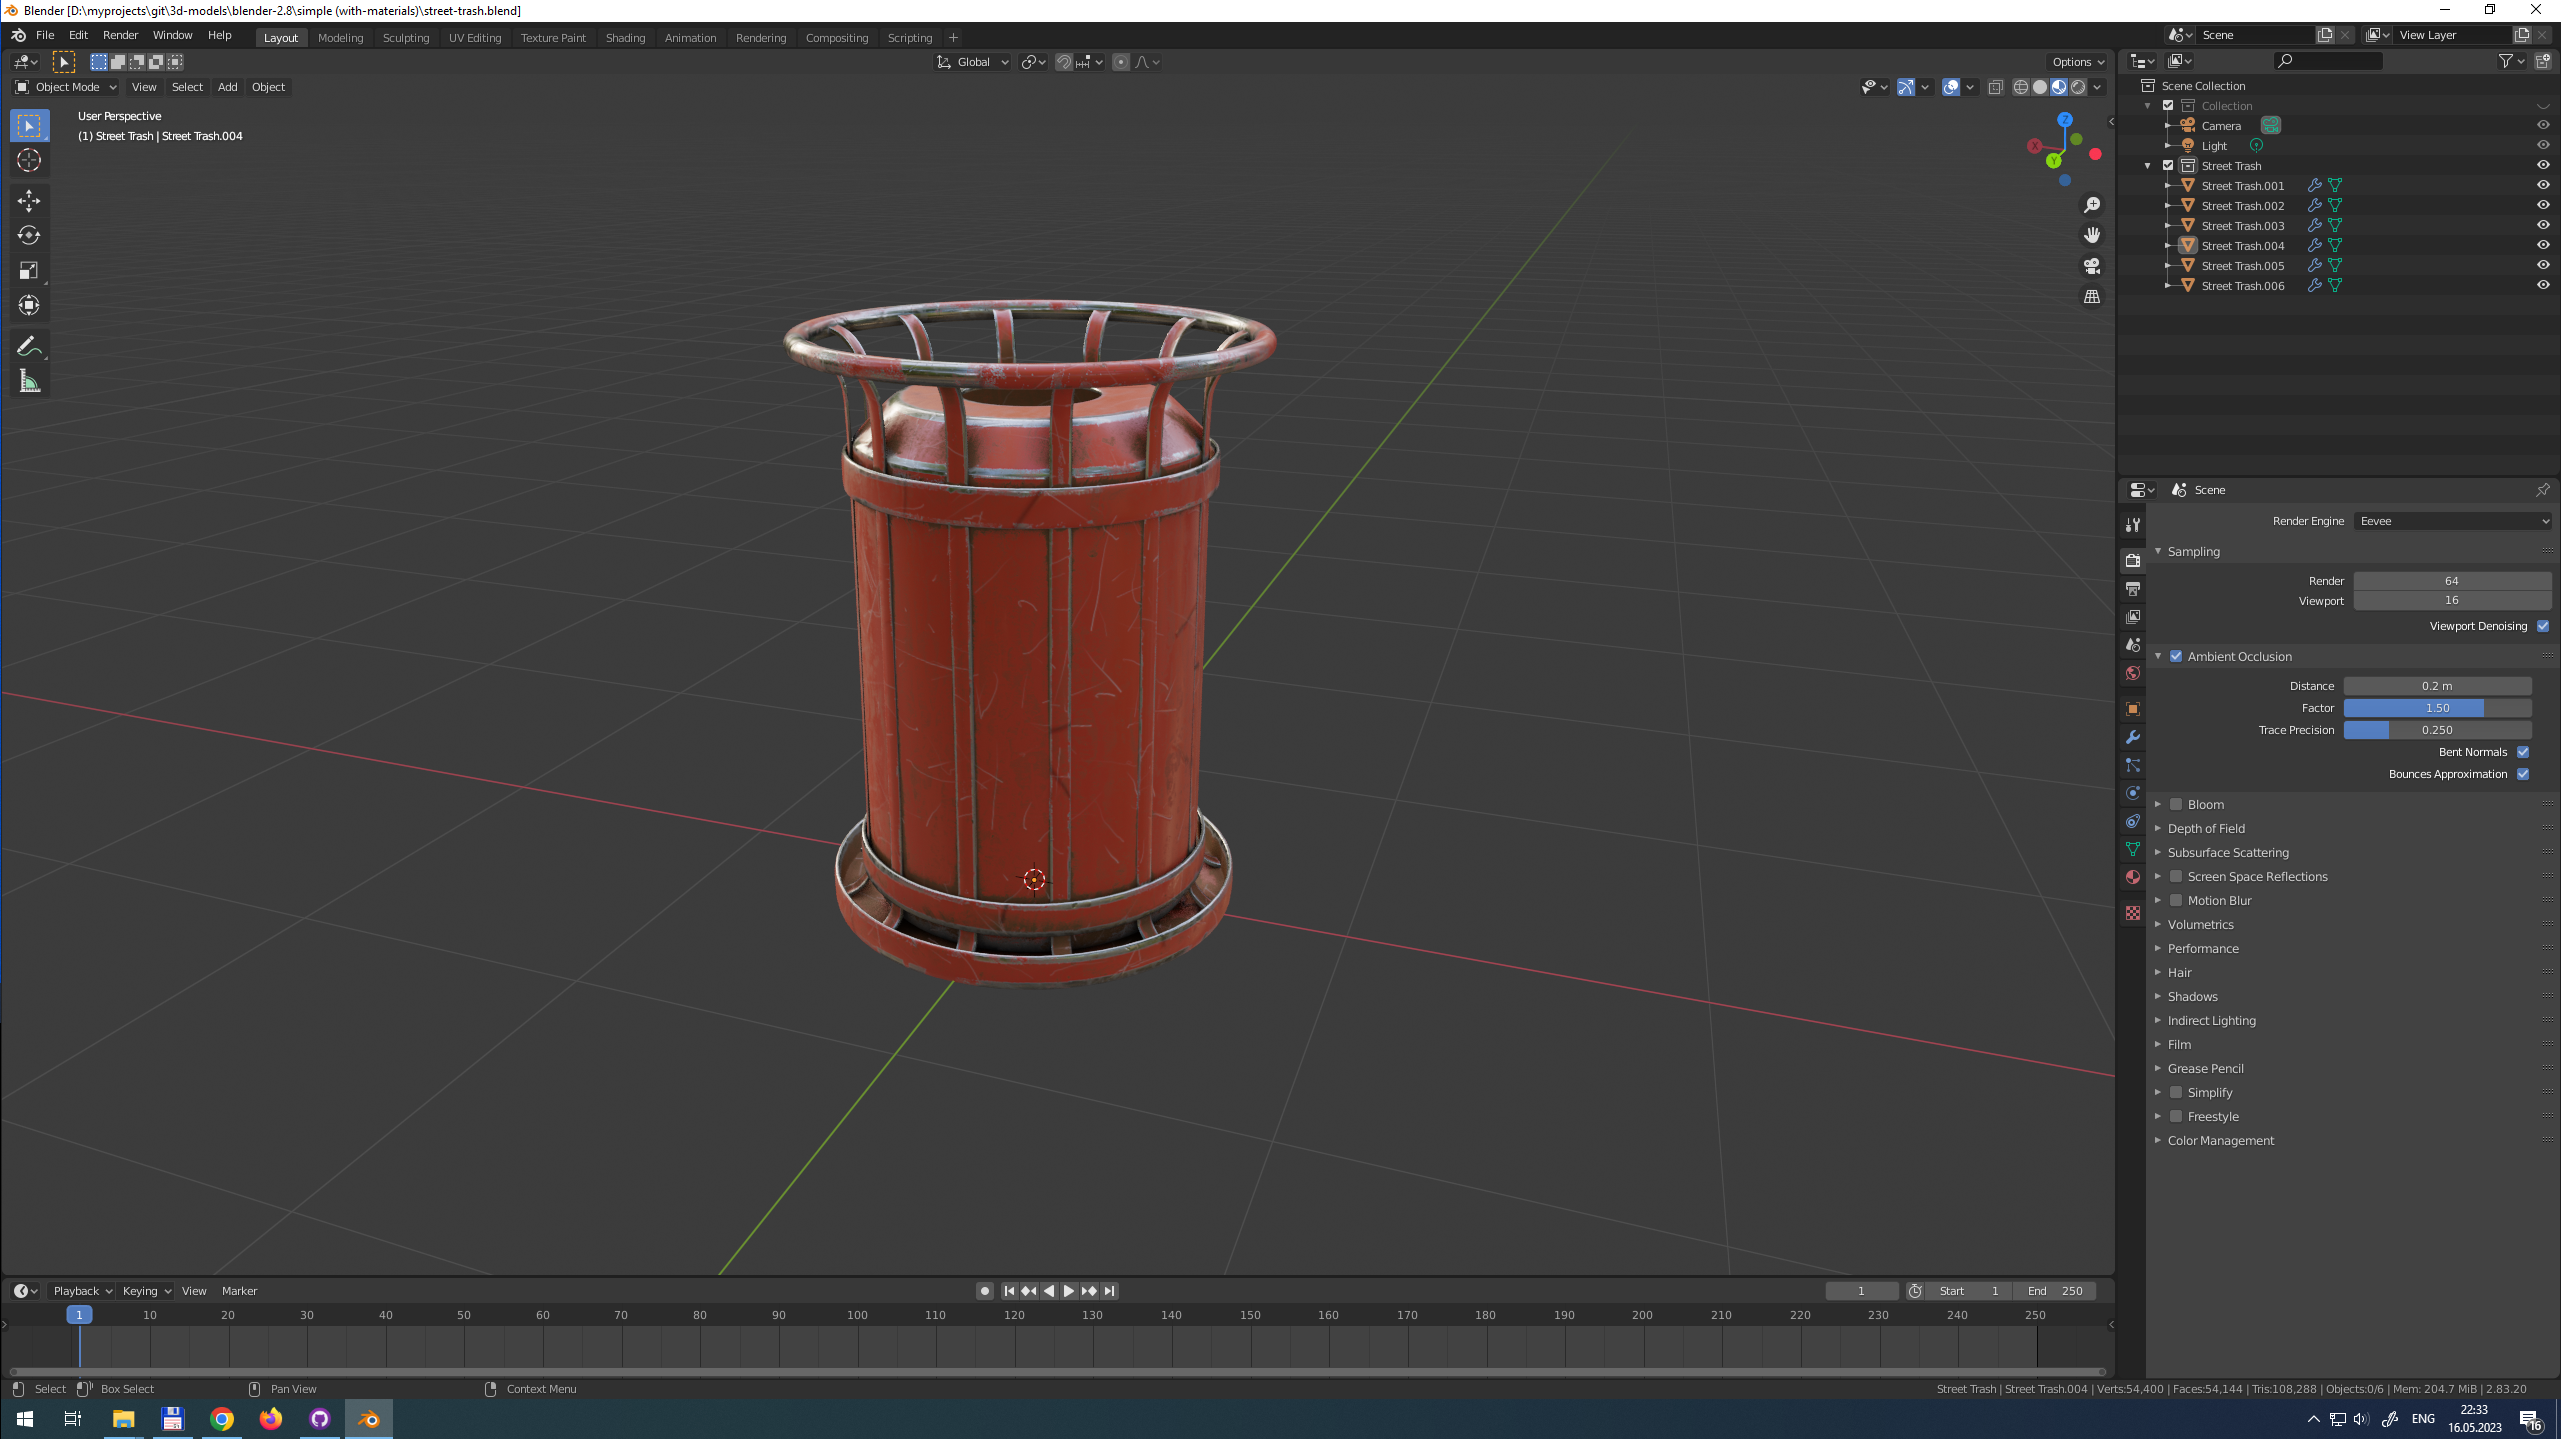 Blender [D:\myprojects\git\3d-models\blender-2.8\simple (with-materials)\street-trash.blend]
File Edit Render Window Help Layout Modeling Sculpting UV Editing Texture Paint Shading Animation Rendering Compositing Scripting + Scene View Layer
Global Options
Object Mode View Select Add Object
User Perspective
(1) Street Trash | Street Trash.004
Z
X
Y
Scene Collection
Collection
Camera
Light
Street Trash
Street Trash.001
Street Trash.002
Street Trash.003
Street Trash.004
Street Trash.005
Street Trash.006
Scene
Render Engine Eevee
Sampling
Render 64
Viewport 16
Viewport Denoising
Ambient Occlusion
Distance 0.2 m
Factor 1.50
Trace Precision 0.250
Bent Normals
Bounces Approximation
Bloom
Depth of Field
Subsurface Scattering
Screen Space Reflections
Motion Blur
Volumetrics
Performance
Hair
Shadows
Indirect Lighting
Film
Grease Pencil
Simplify
Freestyle
Color Management
Playback Keying View Marker 1 Start 1 End 250
1 10 20 30 40 50 60 70 80 90 100 110 120 130 140 150 160 170 180 190 200 210 220 230 240 250
Select Box Select Pan View Context Menu Street Trash | Street Trash.004 | Verts:54,400 | Faces:54,144 | Tris:108,288 | Objects:0/6 | Mem: 204.7 MiB | 2.83.20
ENG 22:33
16.05.2023 16